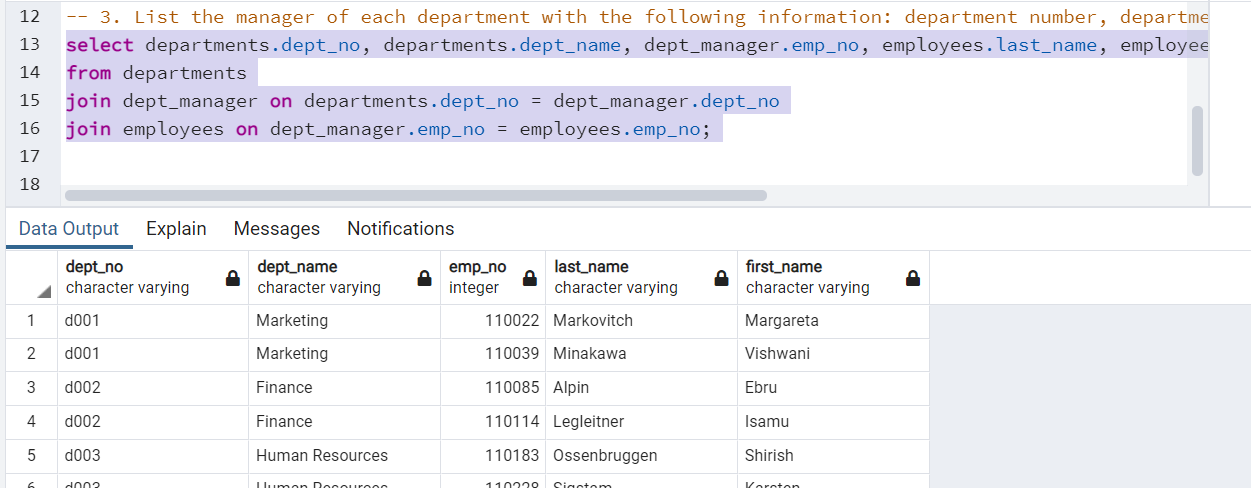 12 -- 3. List the manager of each department with the following information: department number, departme
13 select departments.dept_no, departments.dept_name, dept_manager.emp_no, employees.last_name, employee
14 from departments
15 join dept_manager on departments.dept_no = dept_manager.dept_no
16 join employees on dept_manager.emp_no = employees.emp_no;
17
18
Data Output Explain Messages Notifications
dept_no dept_name emp_no last_name first_name
character varying character varying integer character varying character varying
1 d001 Marketing 110022 Markovitch Margareta
2 d001 Marketing 110039 Minakawa Vishwani
3 d002 Finance 110085 Alpin Ebru
4 d002 Finance 110114 Legleitner Isamu
5 d003 Human Resources 110183 Ossenbruggen Shirish
6 d003 Human Resources 110228 Sigstam Karsten